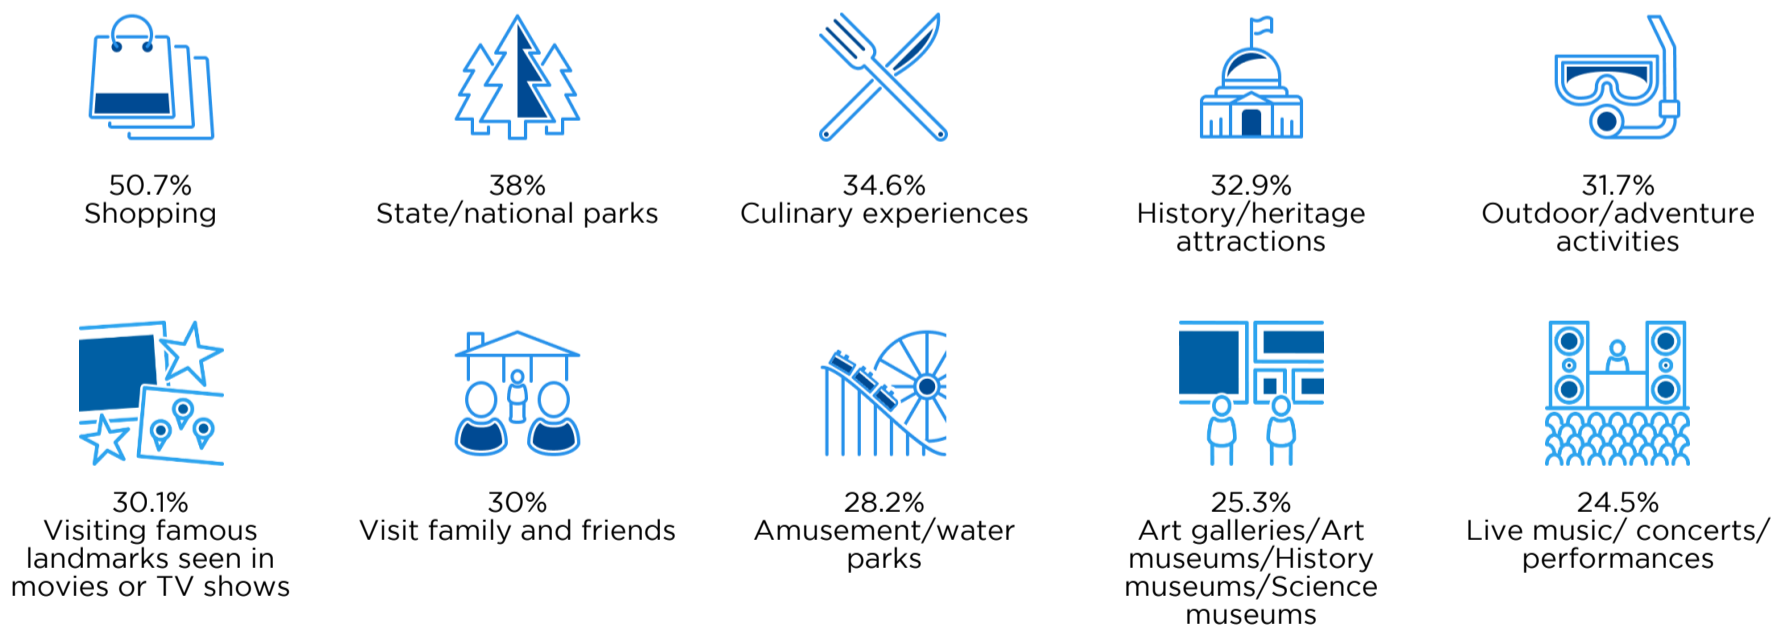 50.7%
Shopping
38%
State/national parks
34.6%
Culinary experiences
32.9%
History/heritage
attractions
31.7%
Outdoor/adventure
activities
30.1%
Visiting famous
landmarks seen in
movies or TV shows
30%
Visit family and friends
28.2%
Amusement/water
parks
25.3%
Art galleries/Art
museums/History
museums/Science
museums
24.5%
Live music/ concerts/
performances